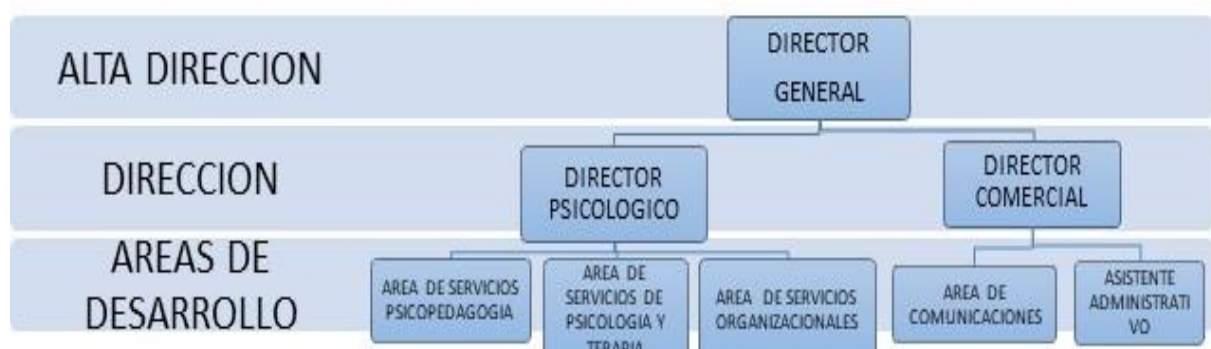 ALTA DIRECCION
DIRECTOR
GENERAL
DIRECCION
DIRECTOR
PSICOLOGICO
DIRECTOR
COMERCIAL
AREAS DE
DESARROLLO
AREA DE SERVICIOS
PSICOPEDAGOGIA
AREA DE
SERVICIOS DE
PSICOLOGIA Y
TERAPIA
AREA DE SERVICIOS
ORGANIZACIONALES
AREA DE
COMUNICACIONES
ASISTENTE
ADMINISTRATI
VO